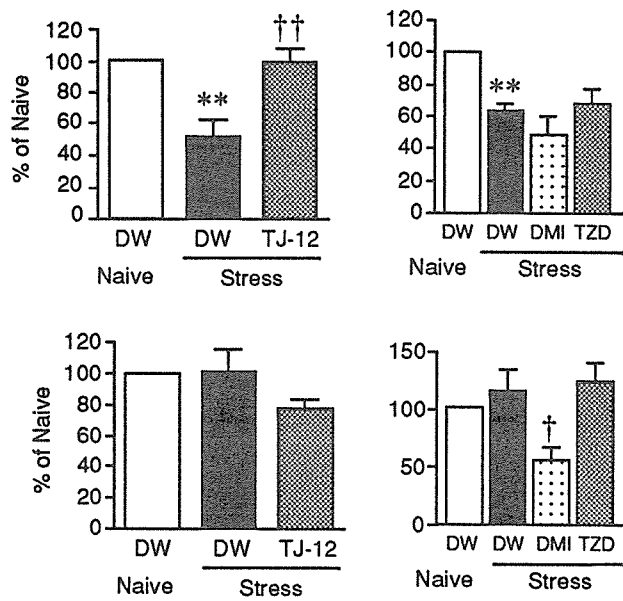 % of Naive
120
100
80
60
40
20
0
**
††
DW DW TJ-12
Naive Stress
100
80
60
40
20
0
**
DW DW DMI TZD
Naive Stress
% of Naive
120
100
80
60
40
20
0
DW DW TJ-12
Naive Stress
150
100
50
0
†
DW DW DMI TZD
Naive Stress